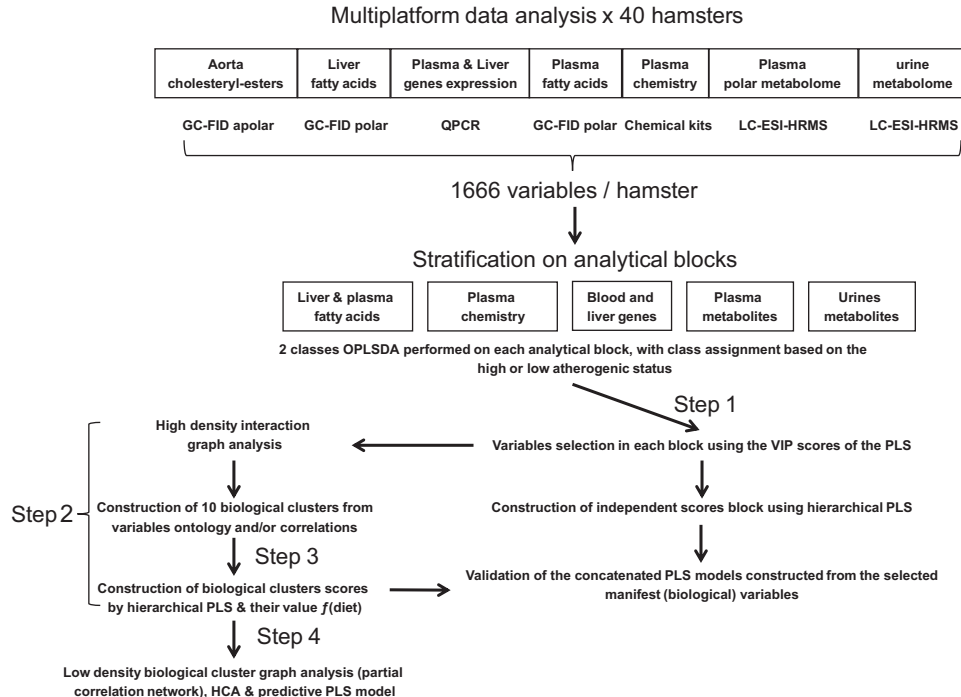 Multiplatform data analysis x 40 hamsters
Aorta cholesteryl-esters
Liver fatty acids
Plasma & Liver genes expression
Plasma fatty acids
Plasma chemistry
Plasma polar metabolome
urine metabolome
GC-FID apolar
GC-FID polar
QPCR
GC-FID polar
Chemical kits
LC-ESI-HRMS
LC-ESI-HRMS
1666 variables / hamster
Stratification on analytical blocks
Liver & plasma fatty acids
Plasma chemistry
Blood and liver genes
Plasma metabolites
Urines metabolites
2 classes OPLSDA performed on each analytical block, with class assignment based on the
high or low atherogenic status
Step 1
High density interaction
graph analysis
Variables selection in each block using the VIP scores of the PLS
Step 2
Construction of 10 biological clusters from
variables ontology and/or correlations
Construction of independent scores block using hierarchical PLS
Step 3
Construction of biological clusters scores
by hierarchical PLS & their value ƒ(diet)
Validation of the concatenated PLS models constructed from the selected
manifest (biological) variables
Step 4
Low density biological cluster graph analysis (partial
correlation network), HCA & predictive PLS model